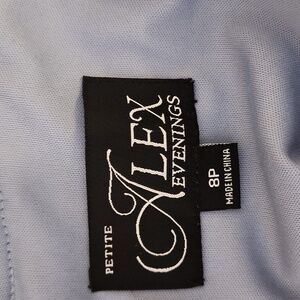 PETITE
ALEX
EVENINGS
8P
MADE IN CHINA